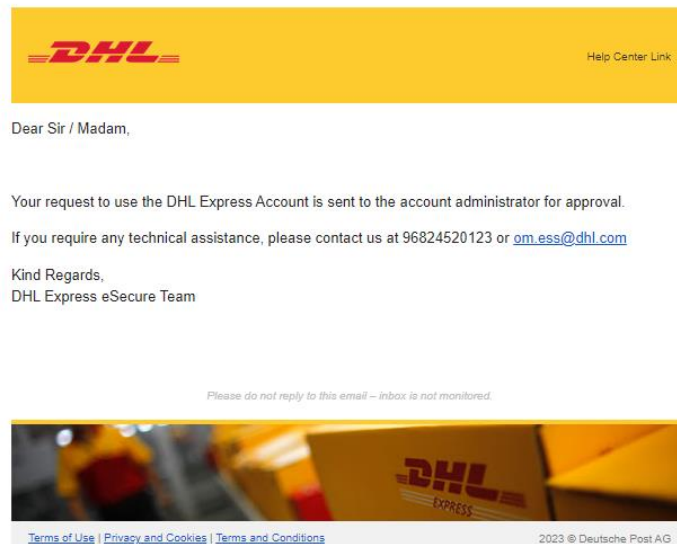 DHL
Help Center Link
Dear Sir / Madam,
Your request to use the DHL Express Account is sent to the account administrator for approval.
If you require any technical assistance, please contact us at 96824520123 or om.ess@dhl.com
Kind Regards,
DHL Express eSecure Team
Please do not reply to this email – inbox is not monitored.
DHL
EXPRESS
Terms of Use | Privacy and Cookies | Terms and Conditions
2023 © Deutsche Post AG